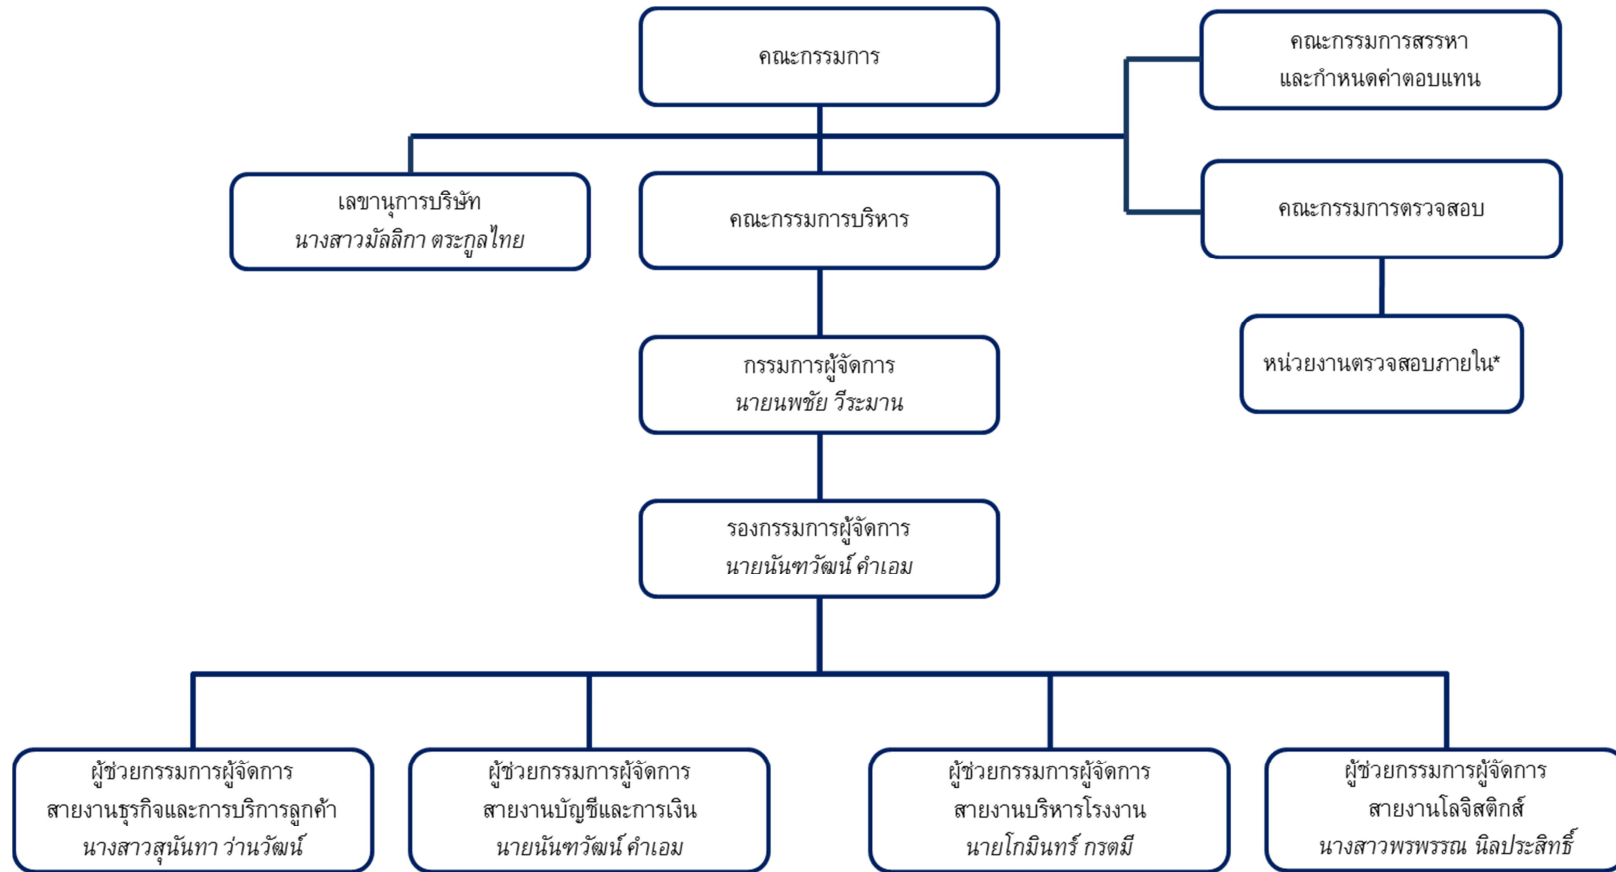 คณะกรรมการ
คณะกรรมการสรรหา
และกำหนดค่าตอบแทน
เลขานุการบริษัท
นางสาวมัลลิกา ตระกูลไทย
คณะกรรมการบริหาร
คณะกรรมการตรวจสอบ
กรรมการผู้จัดการ
นายนพชัย วีระมาน
หน่วยงานตรวจสอบภายใน*
รองกรรมการผู้จัดการ
นายนันฑวัฒน์ คำเอม
ผู้ช่วยกรรมการผู้จัดการ
สายงานธุรกิจและการบริการลูกค้า
นางสาวสุนันทา ว่านวัฒน์
ผู้ช่วยกรรมการผู้จัดการ
สายงานบัญชีและการเงิน
นายนันฑวัฒน์ คำเอม
ผู้ช่วยกรรมการผู้จัดการ
สายงานบริหารโรงงาน
นายโกมินทร์ กรตมี
ผู้ช่วยกรรมการผู้จัดการ
สายงานโลจิสติกส์
นางสาวพรพรรณ นิลประสิทธิ์